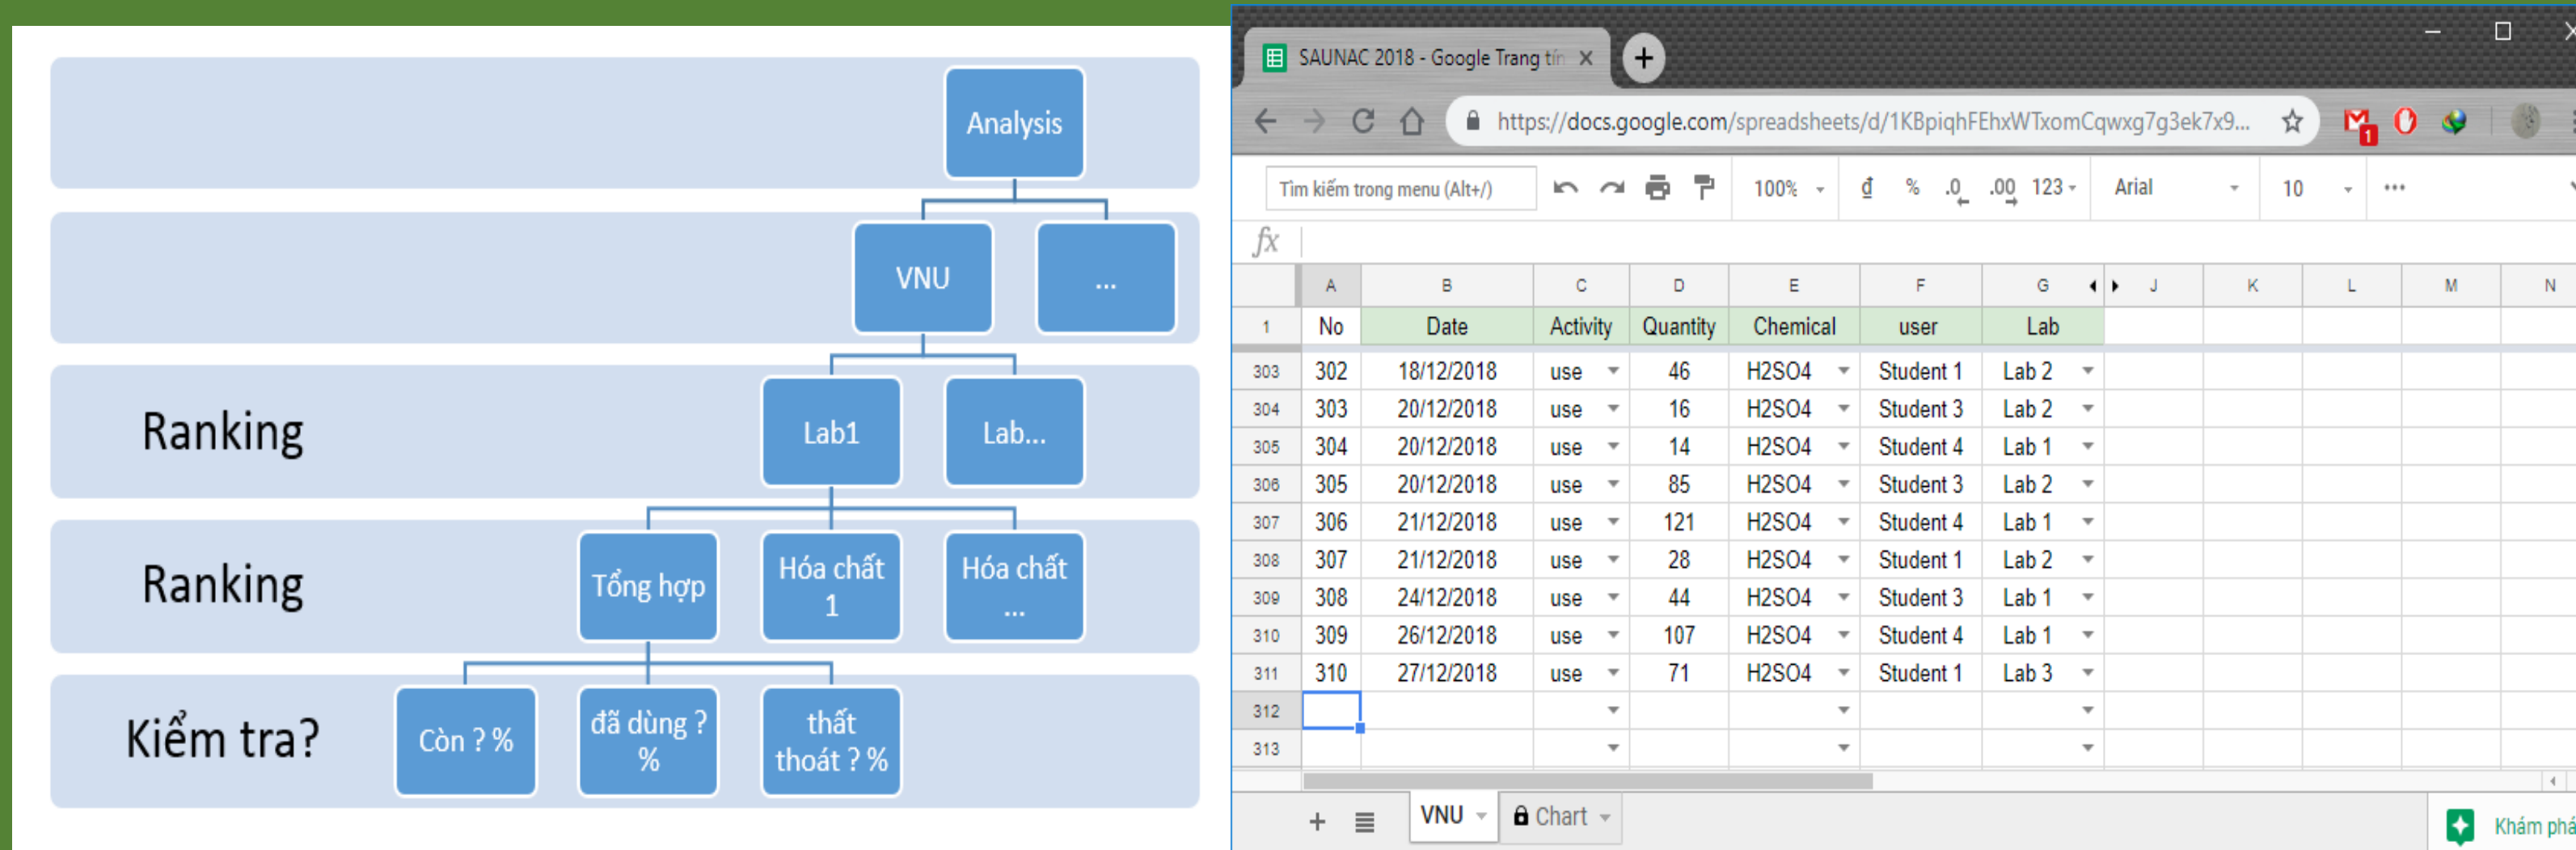 Analysis
VNU
...
Ranking
Lab1
Lab...
Ranking
Tổng hợp
Hóa chất
1
Hóa chất
...
Kiểm tra?
Còn ? %
đã dùng ?
%
thất
thoát ? %
SAUNAC 2018 - Google Trang tín
https://docs.google.com/spreadsheets/d/1KBpiqhFEhxWTxomCqwxg7g3ek7x9...
1
Tìm kiếm trong menu (Alt+/)
100% đ % .0 .00 123 Arial 10 ...
fx
A B C D E F G J K L M N
1 No Date Activity Quantity Chemical user Lab
303 302 18/12/2018 use 46 H2SO4 Student 1 Lab 2
304 303 20/12/2018 use 16 H2SO4 Student 3 Lab 2
305 304 20/12/2018 use 14 H2SO4 Student 4 Lab 1
306 305 20/12/2018 use 85 H2SO4 Student 3 Lab 2
307 306 21/12/2018 use 121 H2SO4 Student 4 Lab 1
308 307 21/12/2018 use 28 H2SO4 Student 1 Lab 2
309 308 24/12/2018 use 44 H2SO4 Student 3 Lab 1
310 309 26/12/2018 use 107 H2SO4 Student 4 Lab 1
311 310 27/12/2018 use 71 H2SO4 Student 1 Lab 3
312
313
VNU Chart
Khám phá